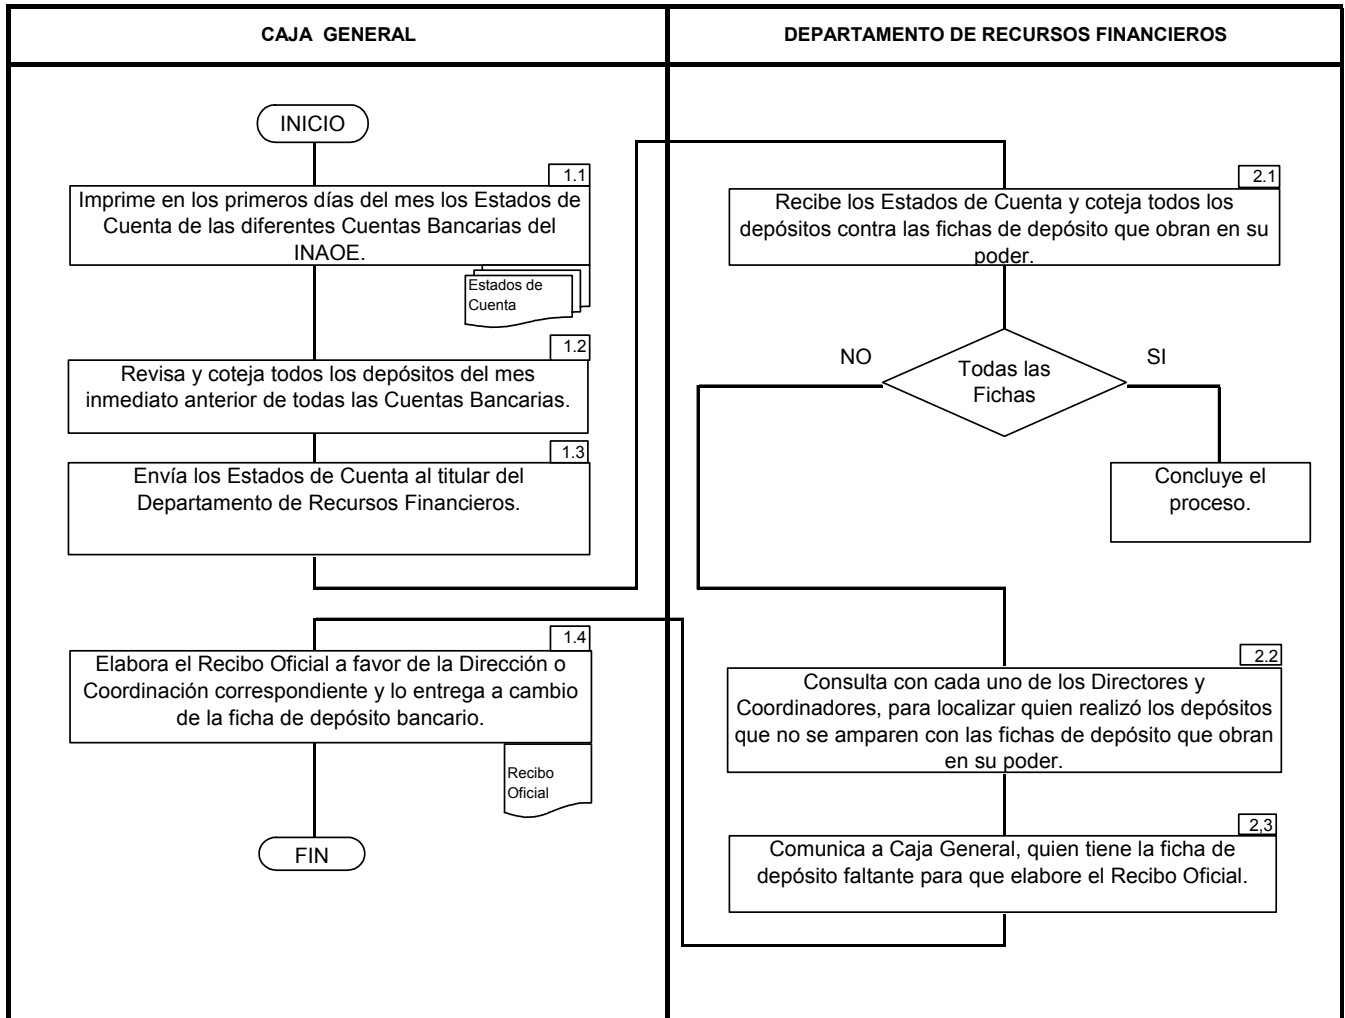 CAJA GENERAL
DEPARTAMENTO DE RECURSOS FINANCIEROS
INICIO
1.1
Imprime en los primeros días del mes los Estados de
Cuenta de las diferentes Cuentas Bancarias del
INAOE.
Estados de
Cuenta
1.2
Revisa y coteja todos los depósitos del mes
inmediato anterior de todas las Cuentas Bancarias.
1.3
Envía los Estados de Cuenta al titular del
Departamento de Recursos Financieros.
2.1
Recibe los Estados de Cuenta y coteja todos los
depósitos contra las fichas de depósito que obran en su
poder.
NO
Todas las
Fichas
SI
Concluye el
proceso.
2.2
Consulta con cada uno de los Directores y
Coordinadores, para localizar quien realizó los depósitos
que no se amparen con las fichas de depósito que obran
en su poder.
2,3
Comunica a Caja General, quien tiene la ficha de
depósito faltante para que elabore el Recibo Oficial.
1.4
Elabora el Recibo Oficial a favor de la Dirección o
Coordinación correspondiente y lo entrega a cambio
de la ficha de depósito bancario.
Recibo
Oficial
FIN